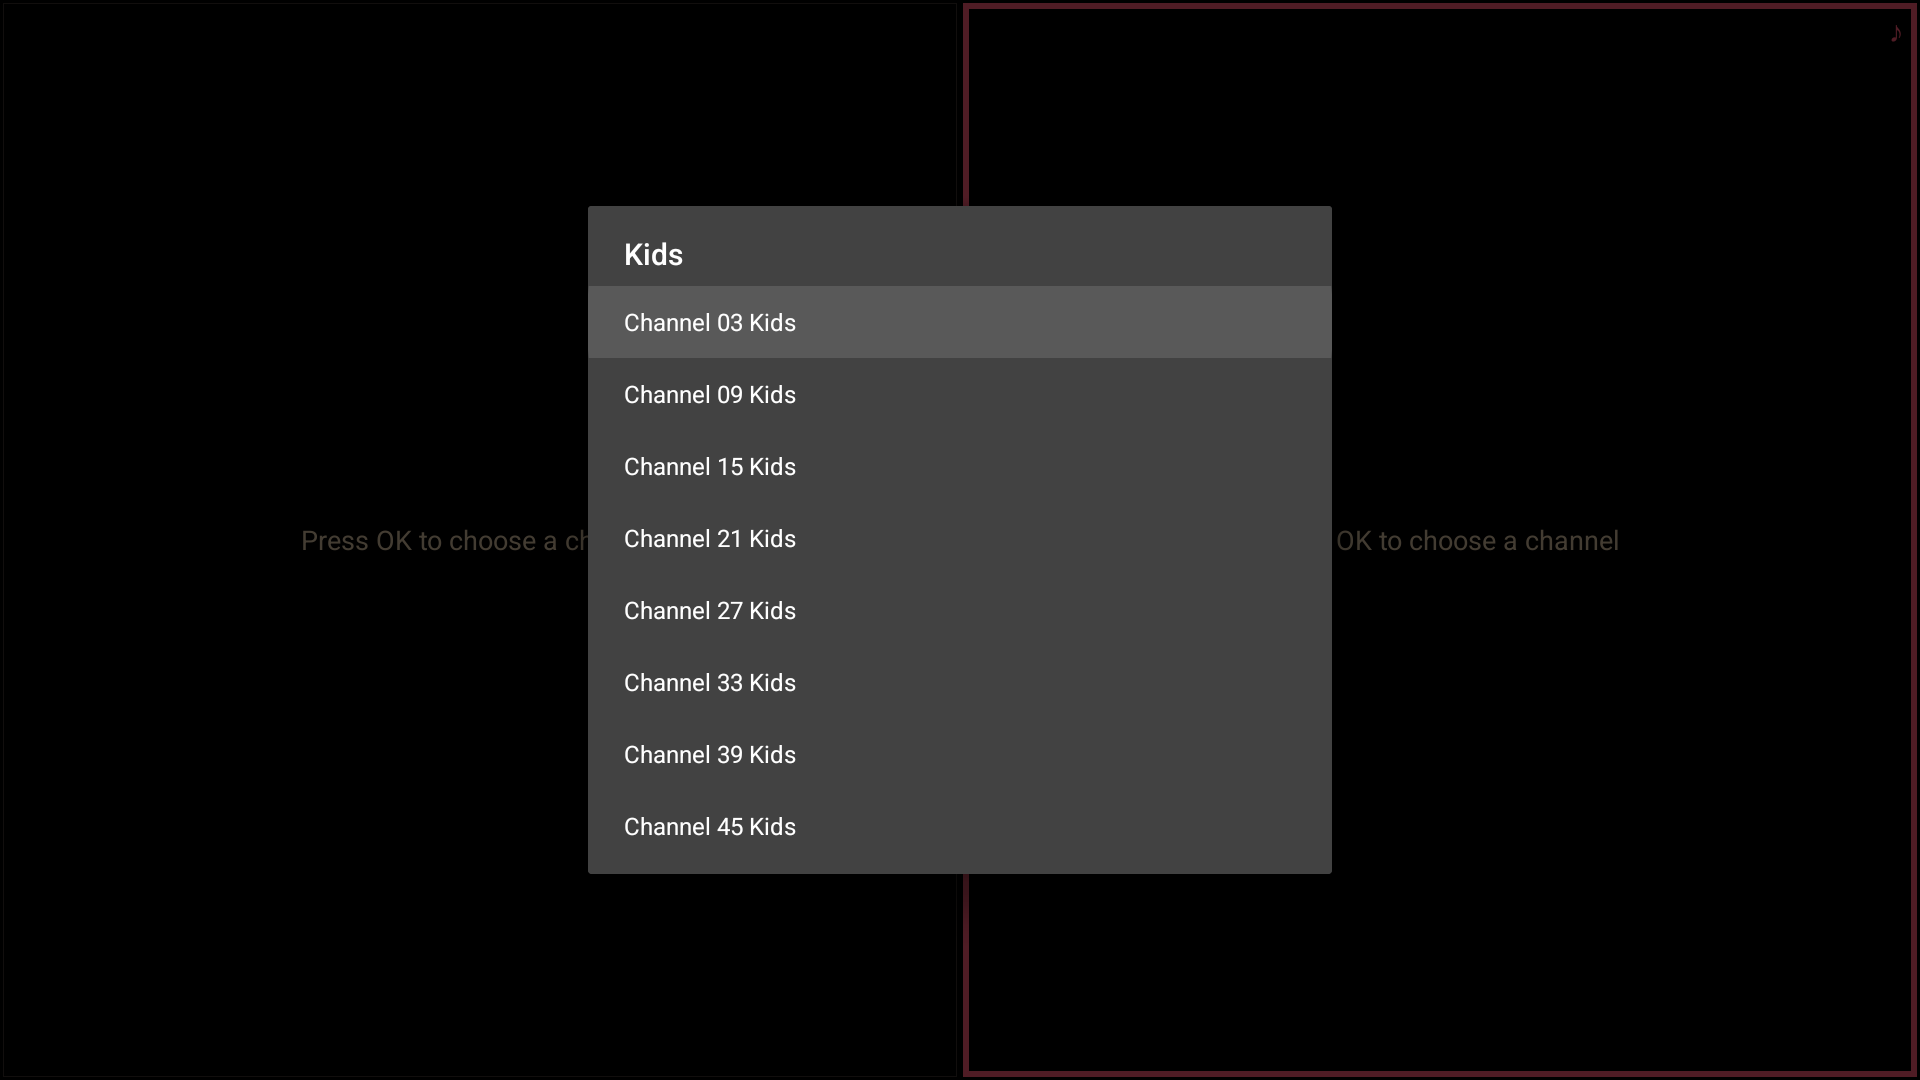 ♪
Kids
Channel 03 Kids
Channel 09 Kids
Channel 15 Kids
Channel 21 Kids
Press OK to choose a
OK to choose a channel
Channel 27 Kids
Channel 33 Kids
Channel 39 Kids
Channel 45 Kids